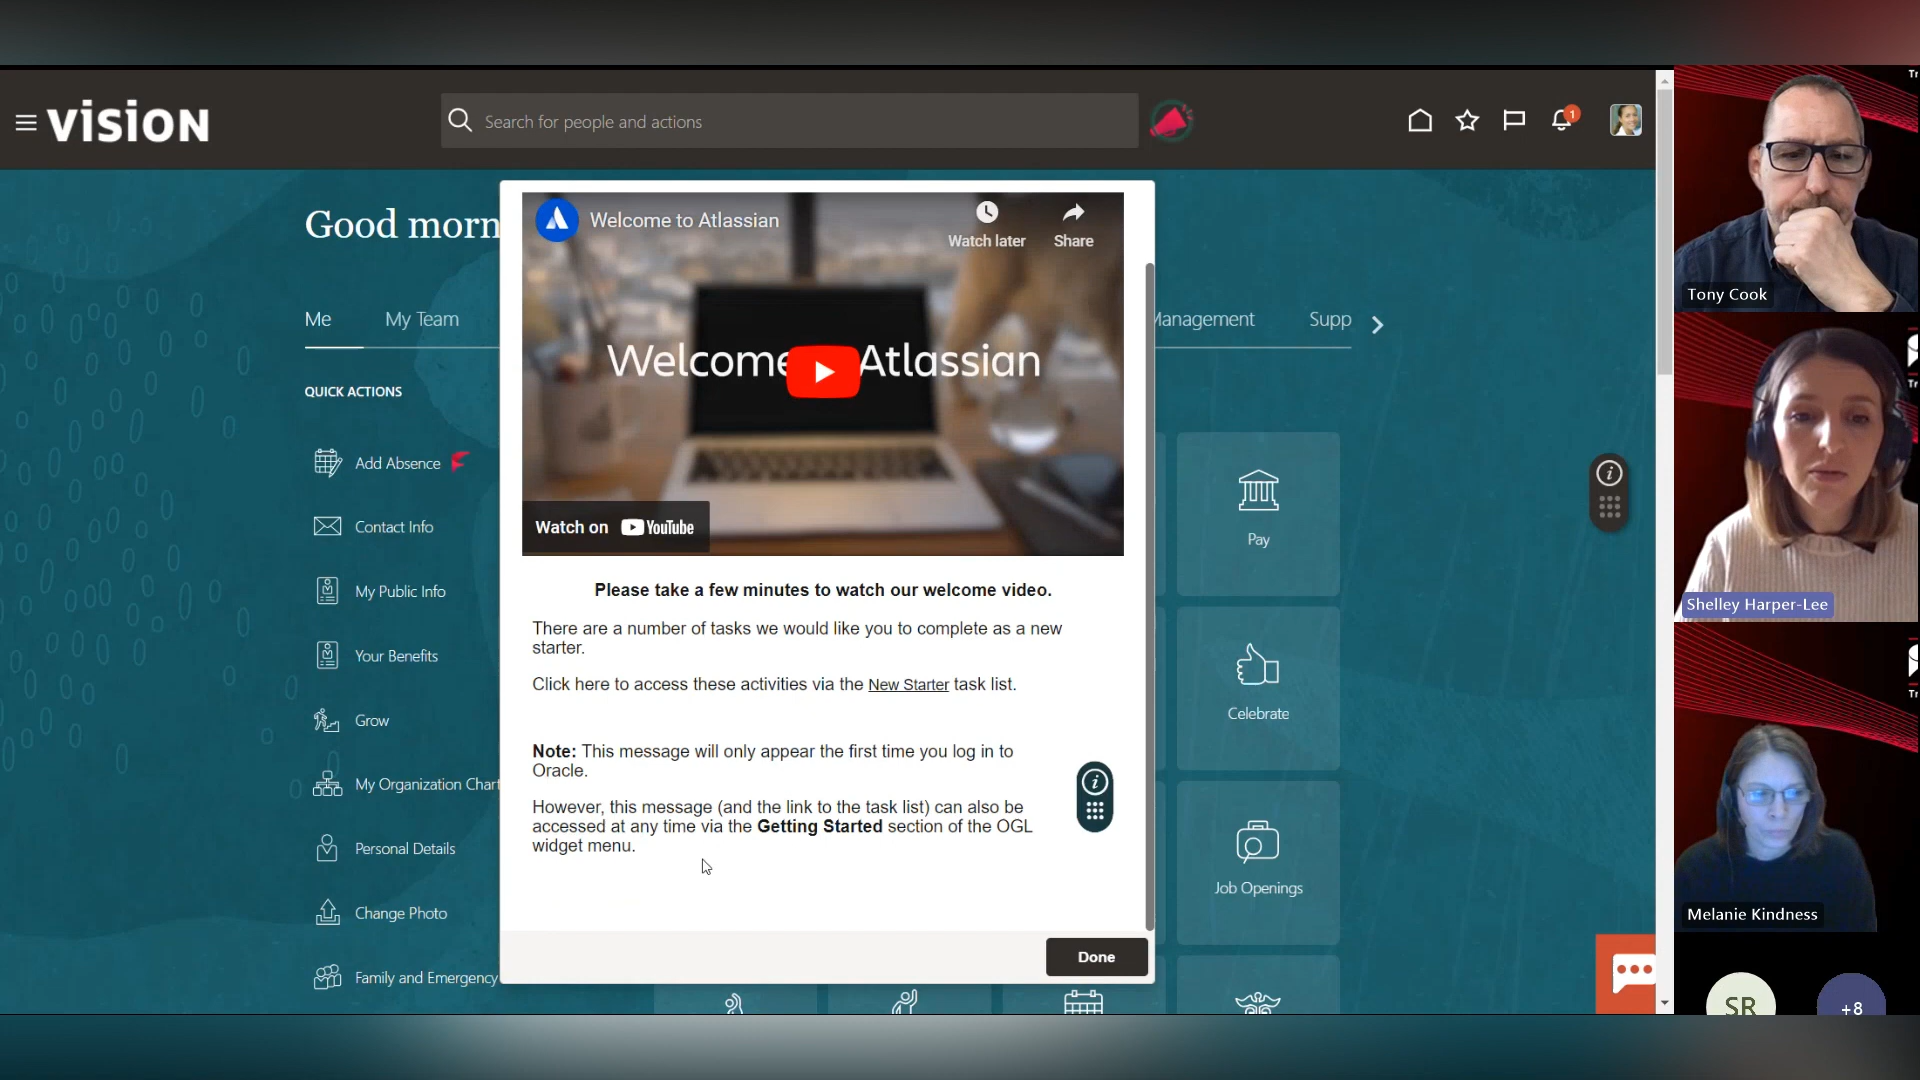 vision
Search for people and actions
1
Good morn
Me
My Team
Management
Supp
QUICK ACTIONS
Add Absence
Contact Info
My Public Info
Your Benefits
Grow
My Organization Chart
Personal Details
Change Photo
Family and Emergency
Welcome to Atlassian
Watch later
Share
Welcome Atlassian
Watch on YouTube
Please take a few minutes to watch our welcome video.
There are a number of tasks we would like you to complete as a new
starter.
Click here to access these activities via the New Starter task list.
Note: This message will only appear the first time you log in to
Oracle.
However, this message (and the link to the task list) can also be
accessed at any time via the Getting Started section of the OGL
widget menu.
Done
Pay
Celebrate
Job Openings
Tony Cook
Shelley Harper-Lee
Melanie Kindness
SR
+8